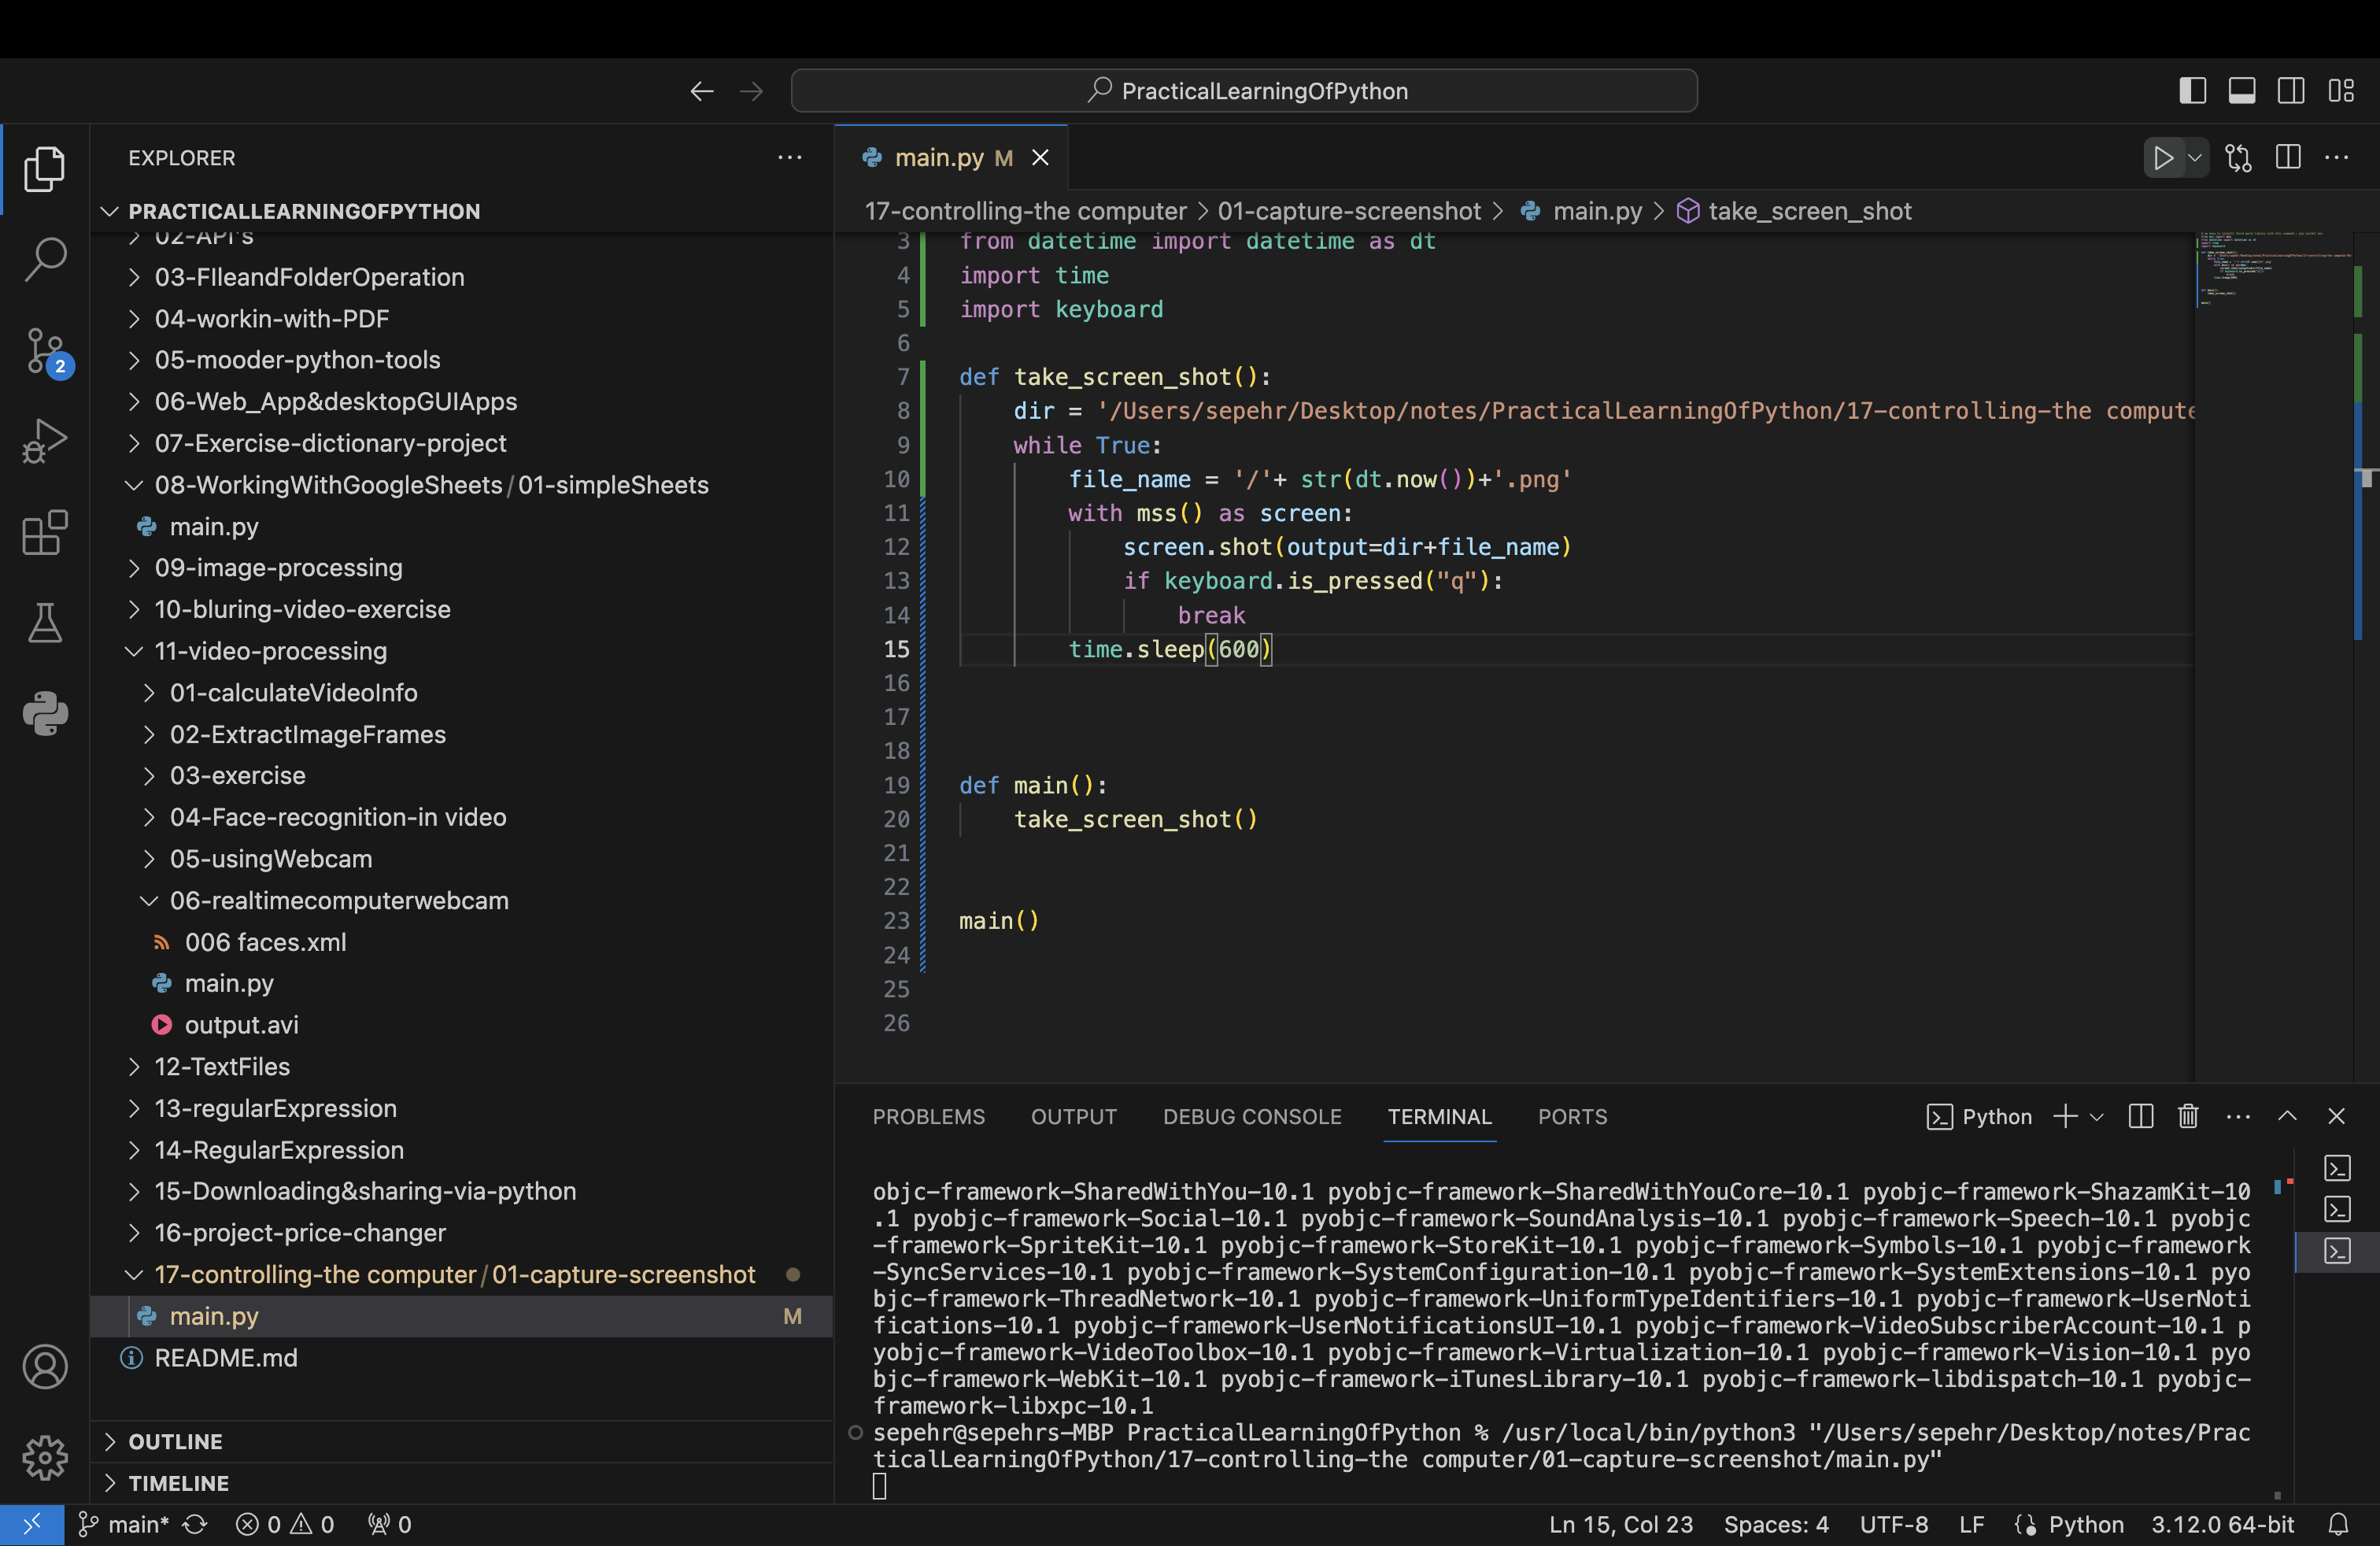 PracticalLearningOfPython
EXPLORER
PRACTICALLEARNINGOFPYTHON
02-API's
03-FIleandFolderOperation
04-workin-with-PDF
05-mooder-python-tools
06-Web_App&desktopGUIApps
07-Exercise-dictionary-project
08-WorkingWithGoogleSheets/01-simpleSheets
main.py
09-image-processing
10-bluring-video-exercise
11-video-processing
01-calculateVideoInfo
02-ExtractImageFrames
03-exercise
04-Face-recognition-in video
05-usingWebcam
06-realtimecomputerwebcam
006 faces.xml
main.py
output.avi
12-TextFiles
13-regularExpression
14-RegularExpression
15-Downloading&sharing-via-python
16-project-price-changer
17-controlling-the computer/01-capture-screenshot
main.py M
README.md
OUTLINE
TIMELINE
2
main.py M
17-controlling-the computer > 01-capture-screenshot > main.py > take_screen_shot
3 from datetime import datetime as dt
4 import time
5 import keyboard
6
7 def take_screen_shot():
8 dir = '/Users/sepehr/Desktop/notes/PracticalLearningOfPython/17-controlling-the compute
9 while True:
10 file_name = '/'+ str(dt.now())+'.png'
11 with mss() as screen:
12 screen.shot(output=dir+file_name)
13 if keyboard.is_pressed("q"):
14 break
15 time.sleep(600)
16
17
18
19 def main():
20 take_screen_shot()
21
22
23 main()
24
25
26
PROBLEMS OUTPUT DEBUG CONSOLE TERMINAL PORTS Python
objc-framework-SharedWithYou-10.1 pyobjc-framework-SharedWithYouCore-10.1 pyobjc-framework-ShazamKit-10
.1 pyobjc-framework-Social-10.1 pyobjc-framework-SoundAnalysis-10.1 pyobjc-framework-Speech-10.1 pyobjc
-framework-SpriteKit-10.1 pyobjc-framework-StoreKit-10.1 pyobjc-framework-Symbols-10.1 pyobjc-framework
-SyncServices-10.1 pyobjc-framework-SystemConfiguration-10.1 pyobjc-framework-SystemExtensions-10.1 pyo
bjc-framework-ThreadNetwork-10.1 pyobjc-framework-UniformTypeIdentifiers-10.1 pyobjc-framework-UserNoti
fications-10.1 pyobjc-framework-UserNotificationsUI-10.1 pyobjc-framework-VideoSubscriberAccount-10.1 p
yobjc-framework-VideoToolbox-10.1 pyobjc-framework-Virtualization-10.1 pyobjc-framework-Vision-10.1 pyo
bjc-framework-WebKit-10.1 pyobjc-framework-iTunesLibrary-10.1 pyobjc-framework-libdispatch-10.1 pyobjc-
framework-libxpc-10.1
sepehr@sepehrs-MBP PracticalLearningOfPython % /usr/local/bin/python3 "/Users/sepehr/Desktop/notes/Prac
ticalLearningOfPython/17-controlling-the computer/01-capture-screenshot/main.py"
main* 0 0 0 Ln 15, Col 23 Spaces: 4 UTF-8 LF Python 3.12.0 64-bit